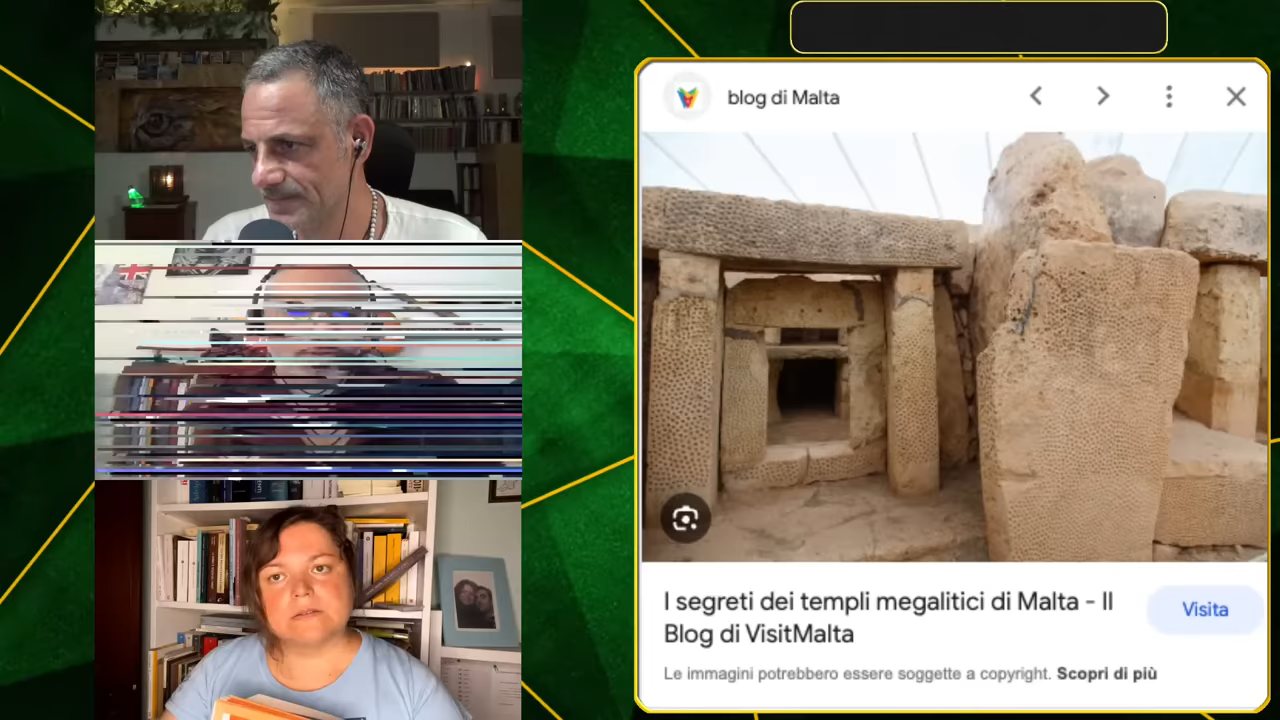 blog di Malta
I segreti dei templi megalitici di Malta - Il
Blog di VisitMalta
Visita
Le immagini potrebbero essere soggette a copyright. Scopri di più